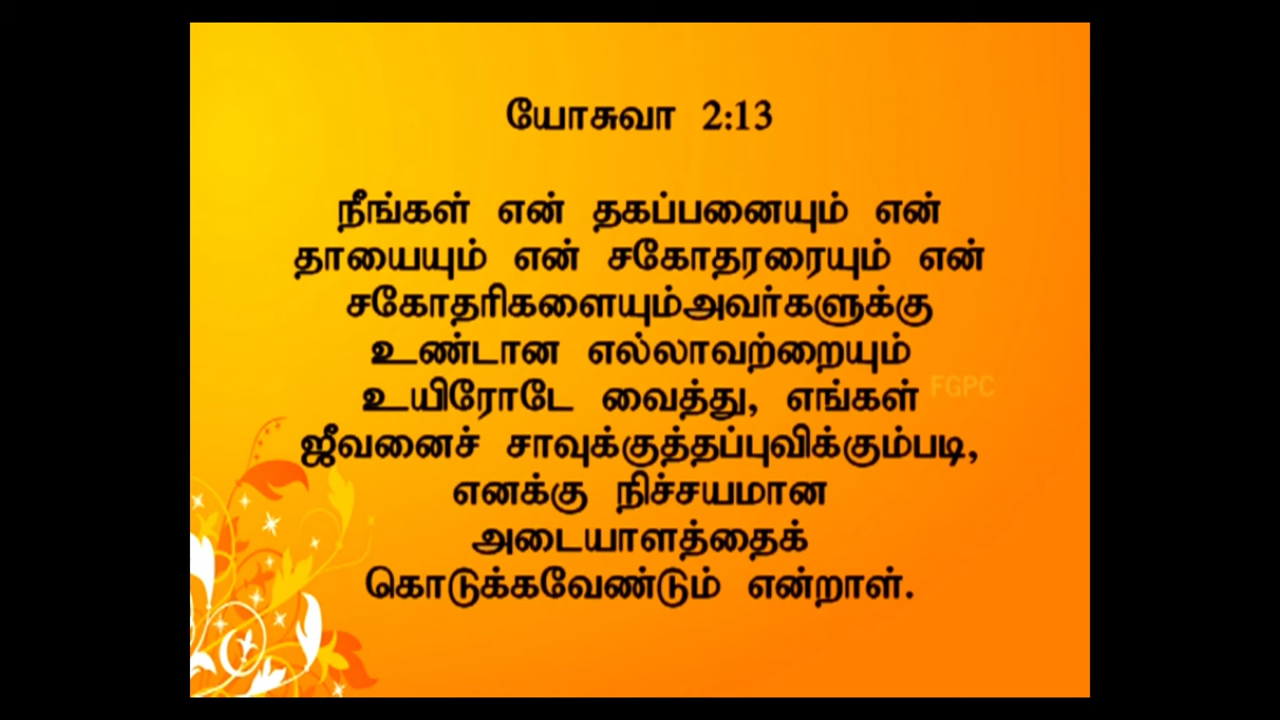 யோசுவா 2:13
நீங்கள் என் தகப்பனையும் என்
தாயையும் என் சகோதரரையும் என்
சகோதரிகளையும்அவர்களுக்கு
உண்டான எல்லாவற்றையும்
உயிரோடே வைத்து, எங்கள்
FGPC
ஜீவனைச் சாவுக்குத்தப்புவிக்கும்படி,
எனக்கு நிச்சயமான
அடையாளத்தைக்
கொடுக்கவேண்டும் என்றாள்.